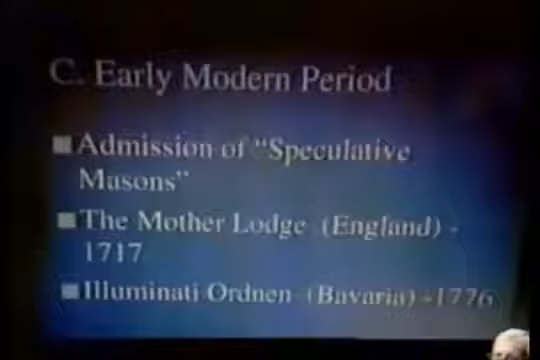 C. Early Modern Period
■ Admission of "Speculative
Masons"
■ The Mother Lodge (England) -
1717
■ Illuminati Ordnen (Bavaria) -1776